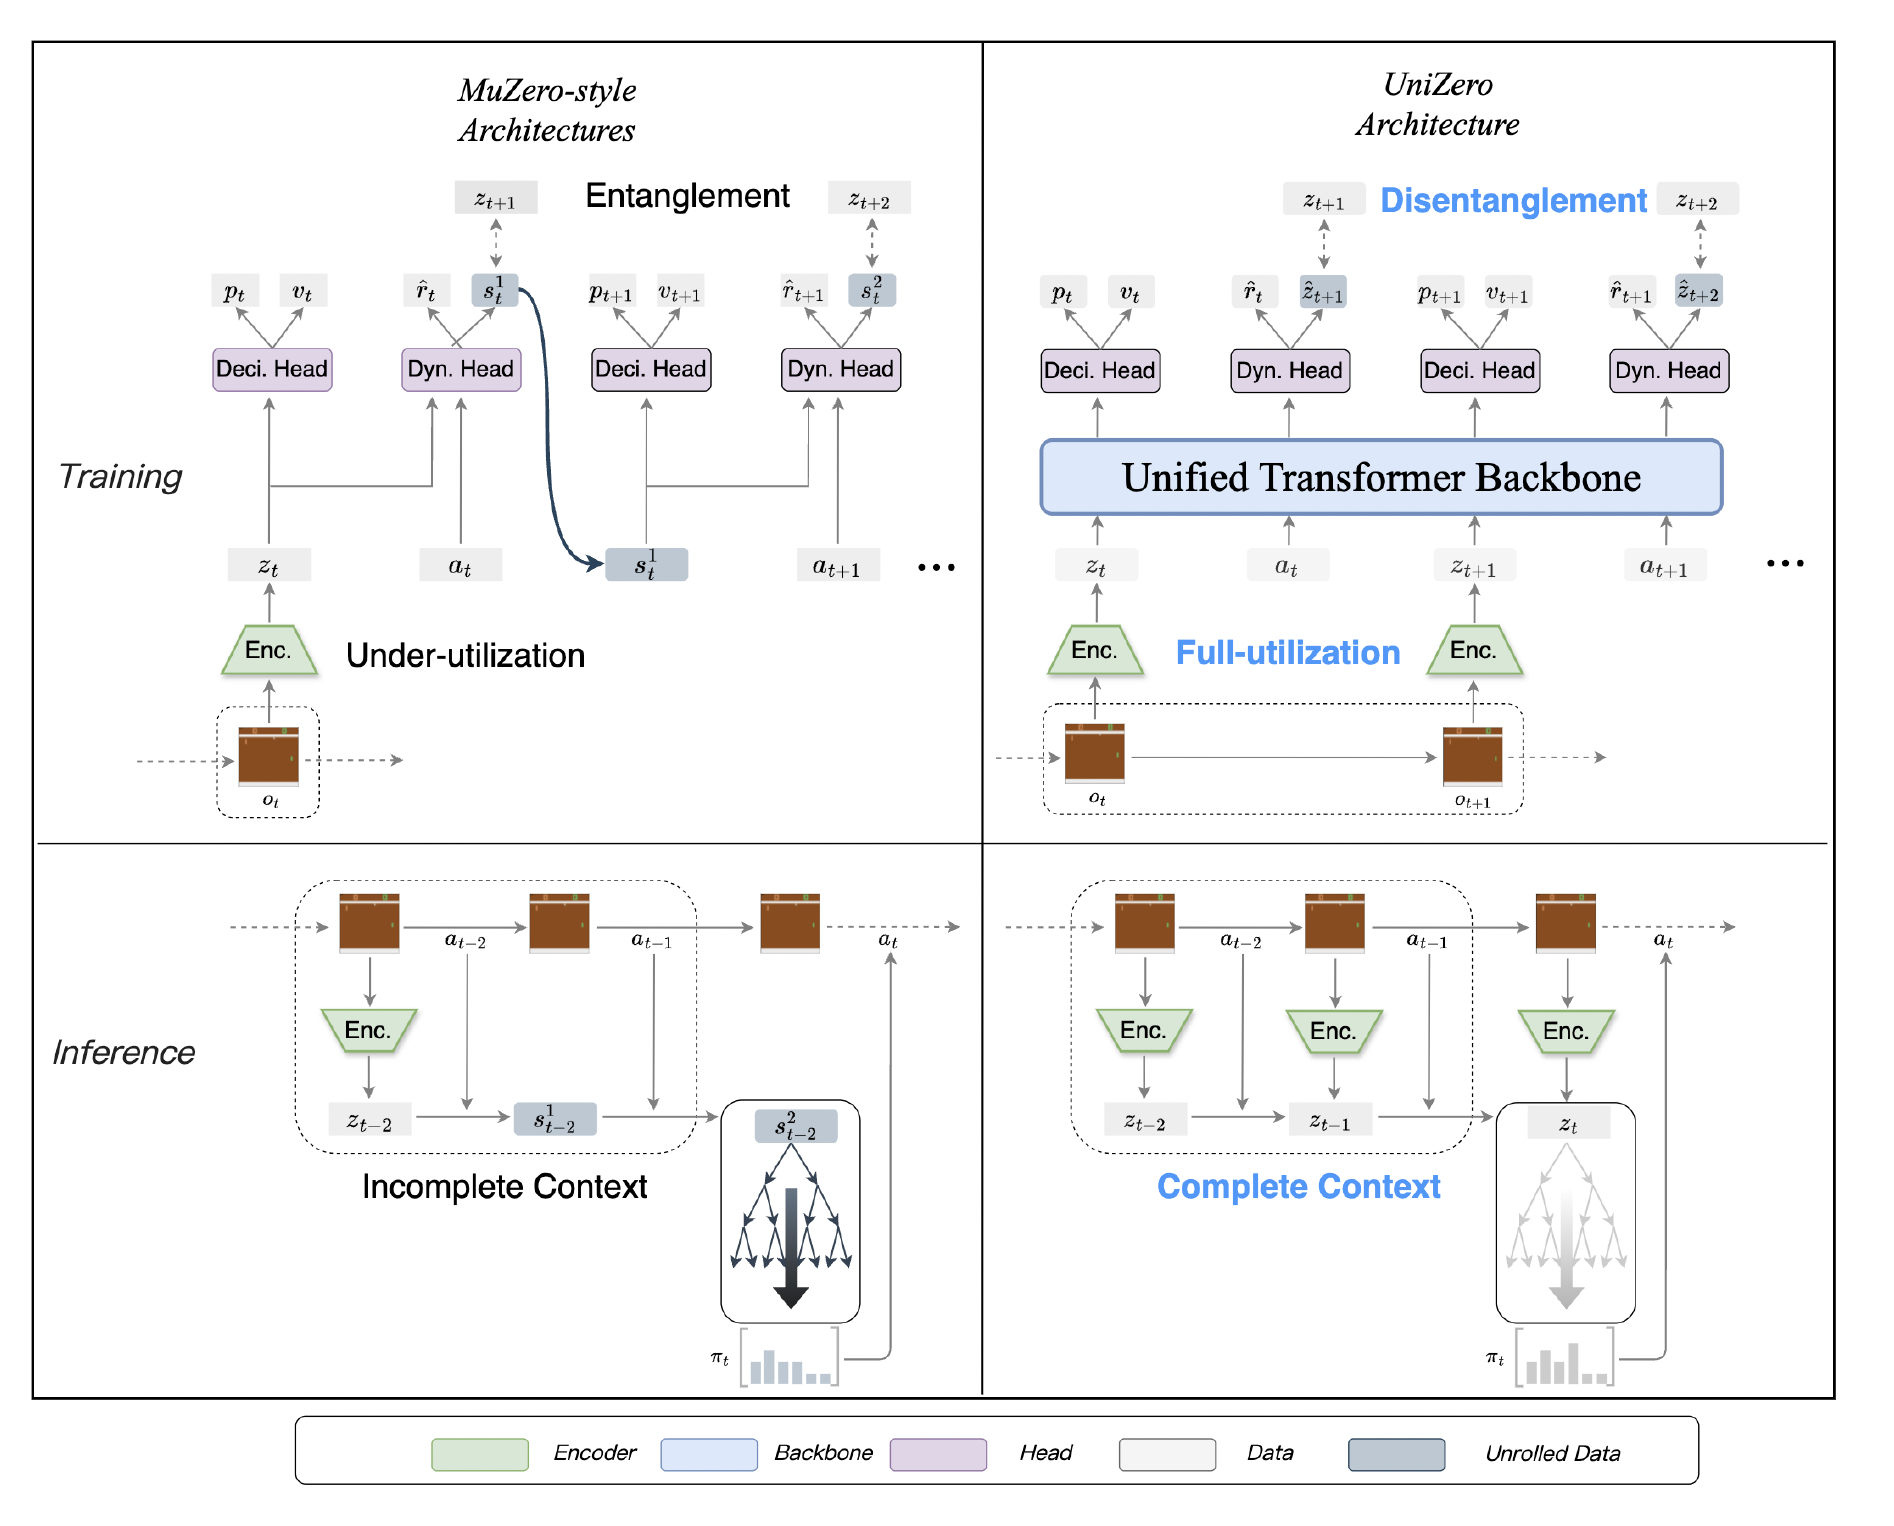 MuZero-style
Architectures
UniZero
Architecture
z_{t+1} Entanglement z_{t+2}
z_{t+1} Disentanglement z_{t+2}
p_t v_t r̂_t s_t^1 p_{t+1} v_{t+1} r̂_{t+1} s_t^2
p_t v_t r̂_t ẑ_{t+1} p_{t+1} v_{t+1} r̂_{t+1} ẑ_{t+2}
Deci. Head Dyn. Head Deci. Head Dyn. Head
Deci. Head Dyn. Head Deci. Head Dyn. Head
Training
Unified Transformer Backbone
z_t a_t s_t^1 a_{t+1} ...
z_t a_t z_{t+1} a_{t+1} ...
Enc. Under-utilization
Enc. Full-utilization Enc.
o_t
o_t o_{t+1}
a_{t-2} a_{t-1} a_t
a_{t-2} a_{t-1} a_t
Inference
Enc.
Enc. Enc. Enc.
z_{t-2} s_{t-2}^1 s_{t-2}^2
z_{t-2} z_{t-1} z_t
Incomplete Context
Complete Context
π_t
π_t
Encoder Backbone Head Data Unrolled Data